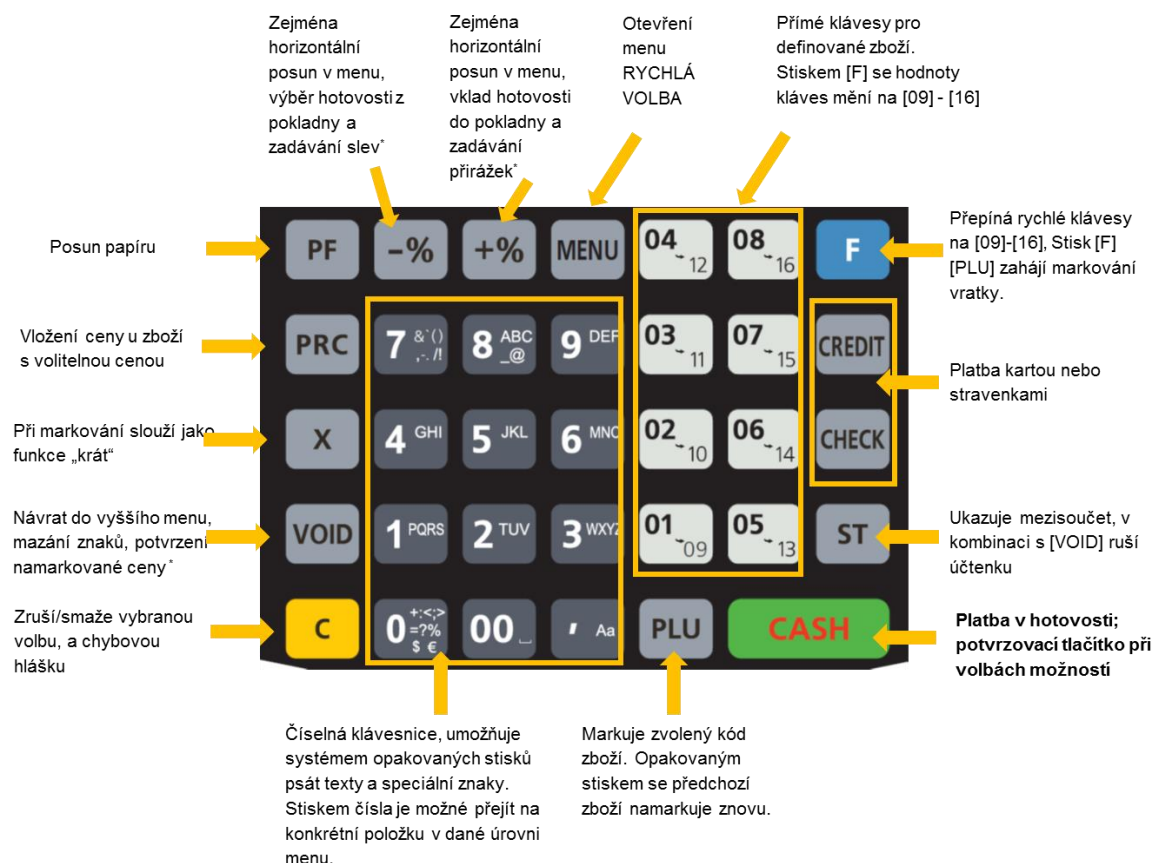 Zejména
horizontální
posun v menu,
výběr hotovosti z
pokladny a
zadávání slev*
Zejména
horizontální
posun v menu,
vklad hotovosti
do pokladny a
zadávání
přirážek*
Otevření
menu
RYCHLÁ
VOLBA
Přímé klávesy pro
definované zboží.
Stiskem [F] se hodnoty
kláves mění na [09] - [16]
Posun papíru
PF
-%
+%
MENU
04 12
08 16
F
Přepíná rychlé klávesy
na [09]-[16], Stisk [F]
[PLU] zahájí markování
vratky.
Vložení ceny u zboží
s volitelnou cenou
PRC
7 &`()
,-. /!
8 ABC
_@
9 DEF
03 11
07 15
CREDIT
Platba kartou nebo
stravenkami
Při markování slouží jako
funkce „krát“
X
4 GHI
5 JKL
6 MNO
02 10
06 14
CHECK
Návrat do vyššího menu,
mazání znaků, potvrzení
namarkované ceny*
VOID
1 PQRS
2 TUV
3 WXYZ
01 09
05 13
ST
Ukazuje mezisoučet, v
kombinaci s [VOID] ruší
účtenku
Zruší/smaže vybranou
volbu, a chybovou
hlášku
C
0 +:<;>
=?%
$ €
00
, Aa
PLU
CASH
Platba v hotovosti;
potvrzovací tlačítko při
volbách možností
Číselná klávesnice, umožňuje
systémem opakovaných stisků
psát texty a speciální znaky.
Stiskem čísla je možné přejít na
konkrétní položku v dané úrovni
menu.
Markuje zvolený kód
zboží. Opakovaným
stiskem se předchozí
zboží namarkuje znovu.